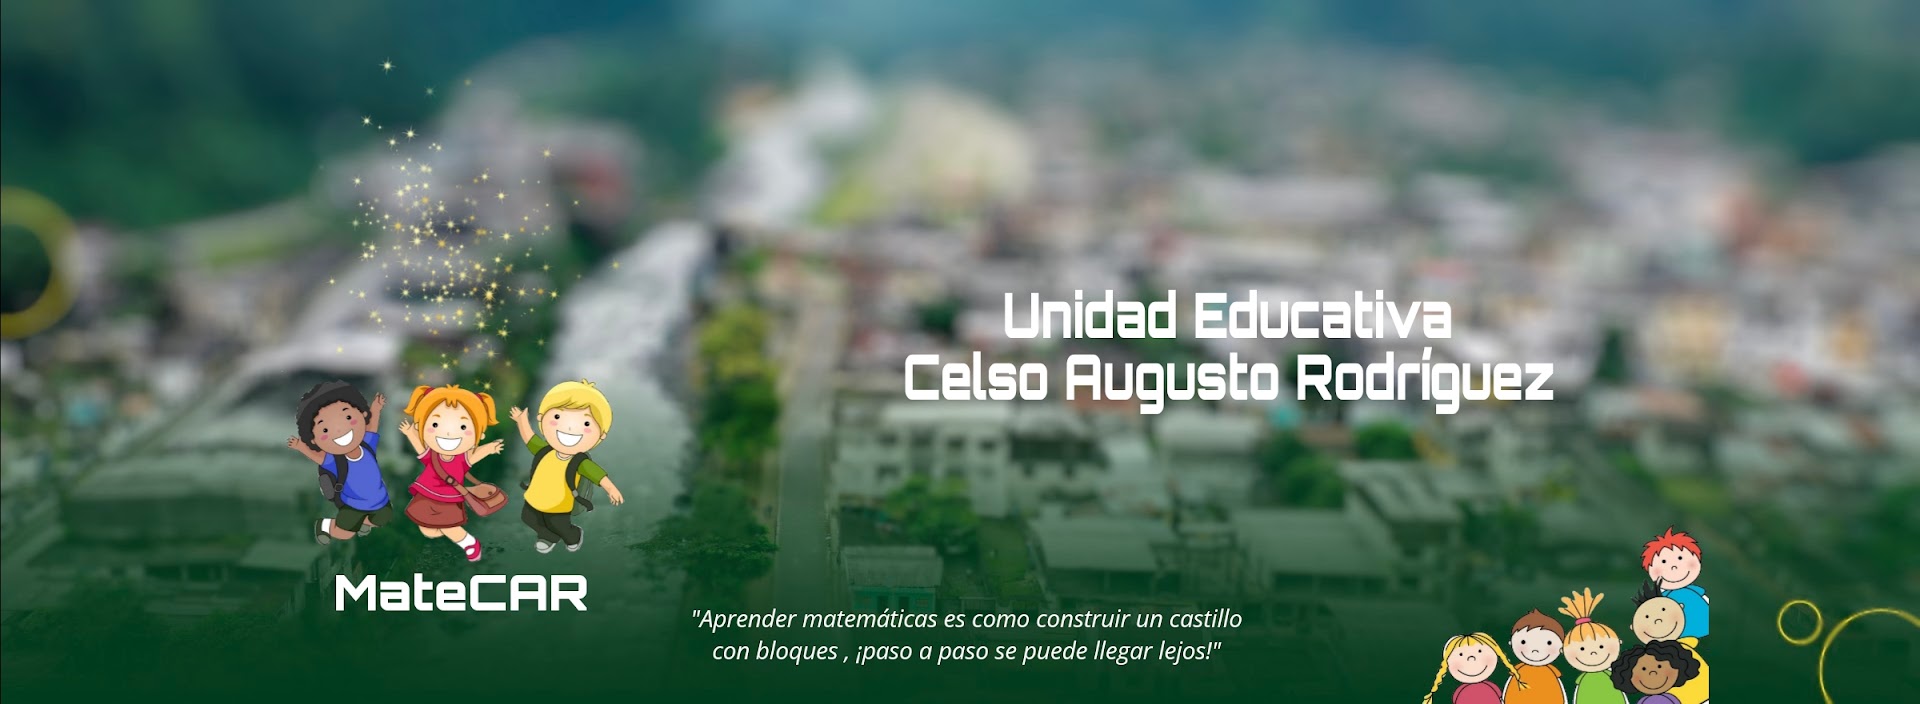 Unidad Educativa
Celso Augusto Rodríguez
MateCAR
"Aprender matemáticas es como construir un castillo
con bloques , ¡paso a paso se puede llegar lejos!"